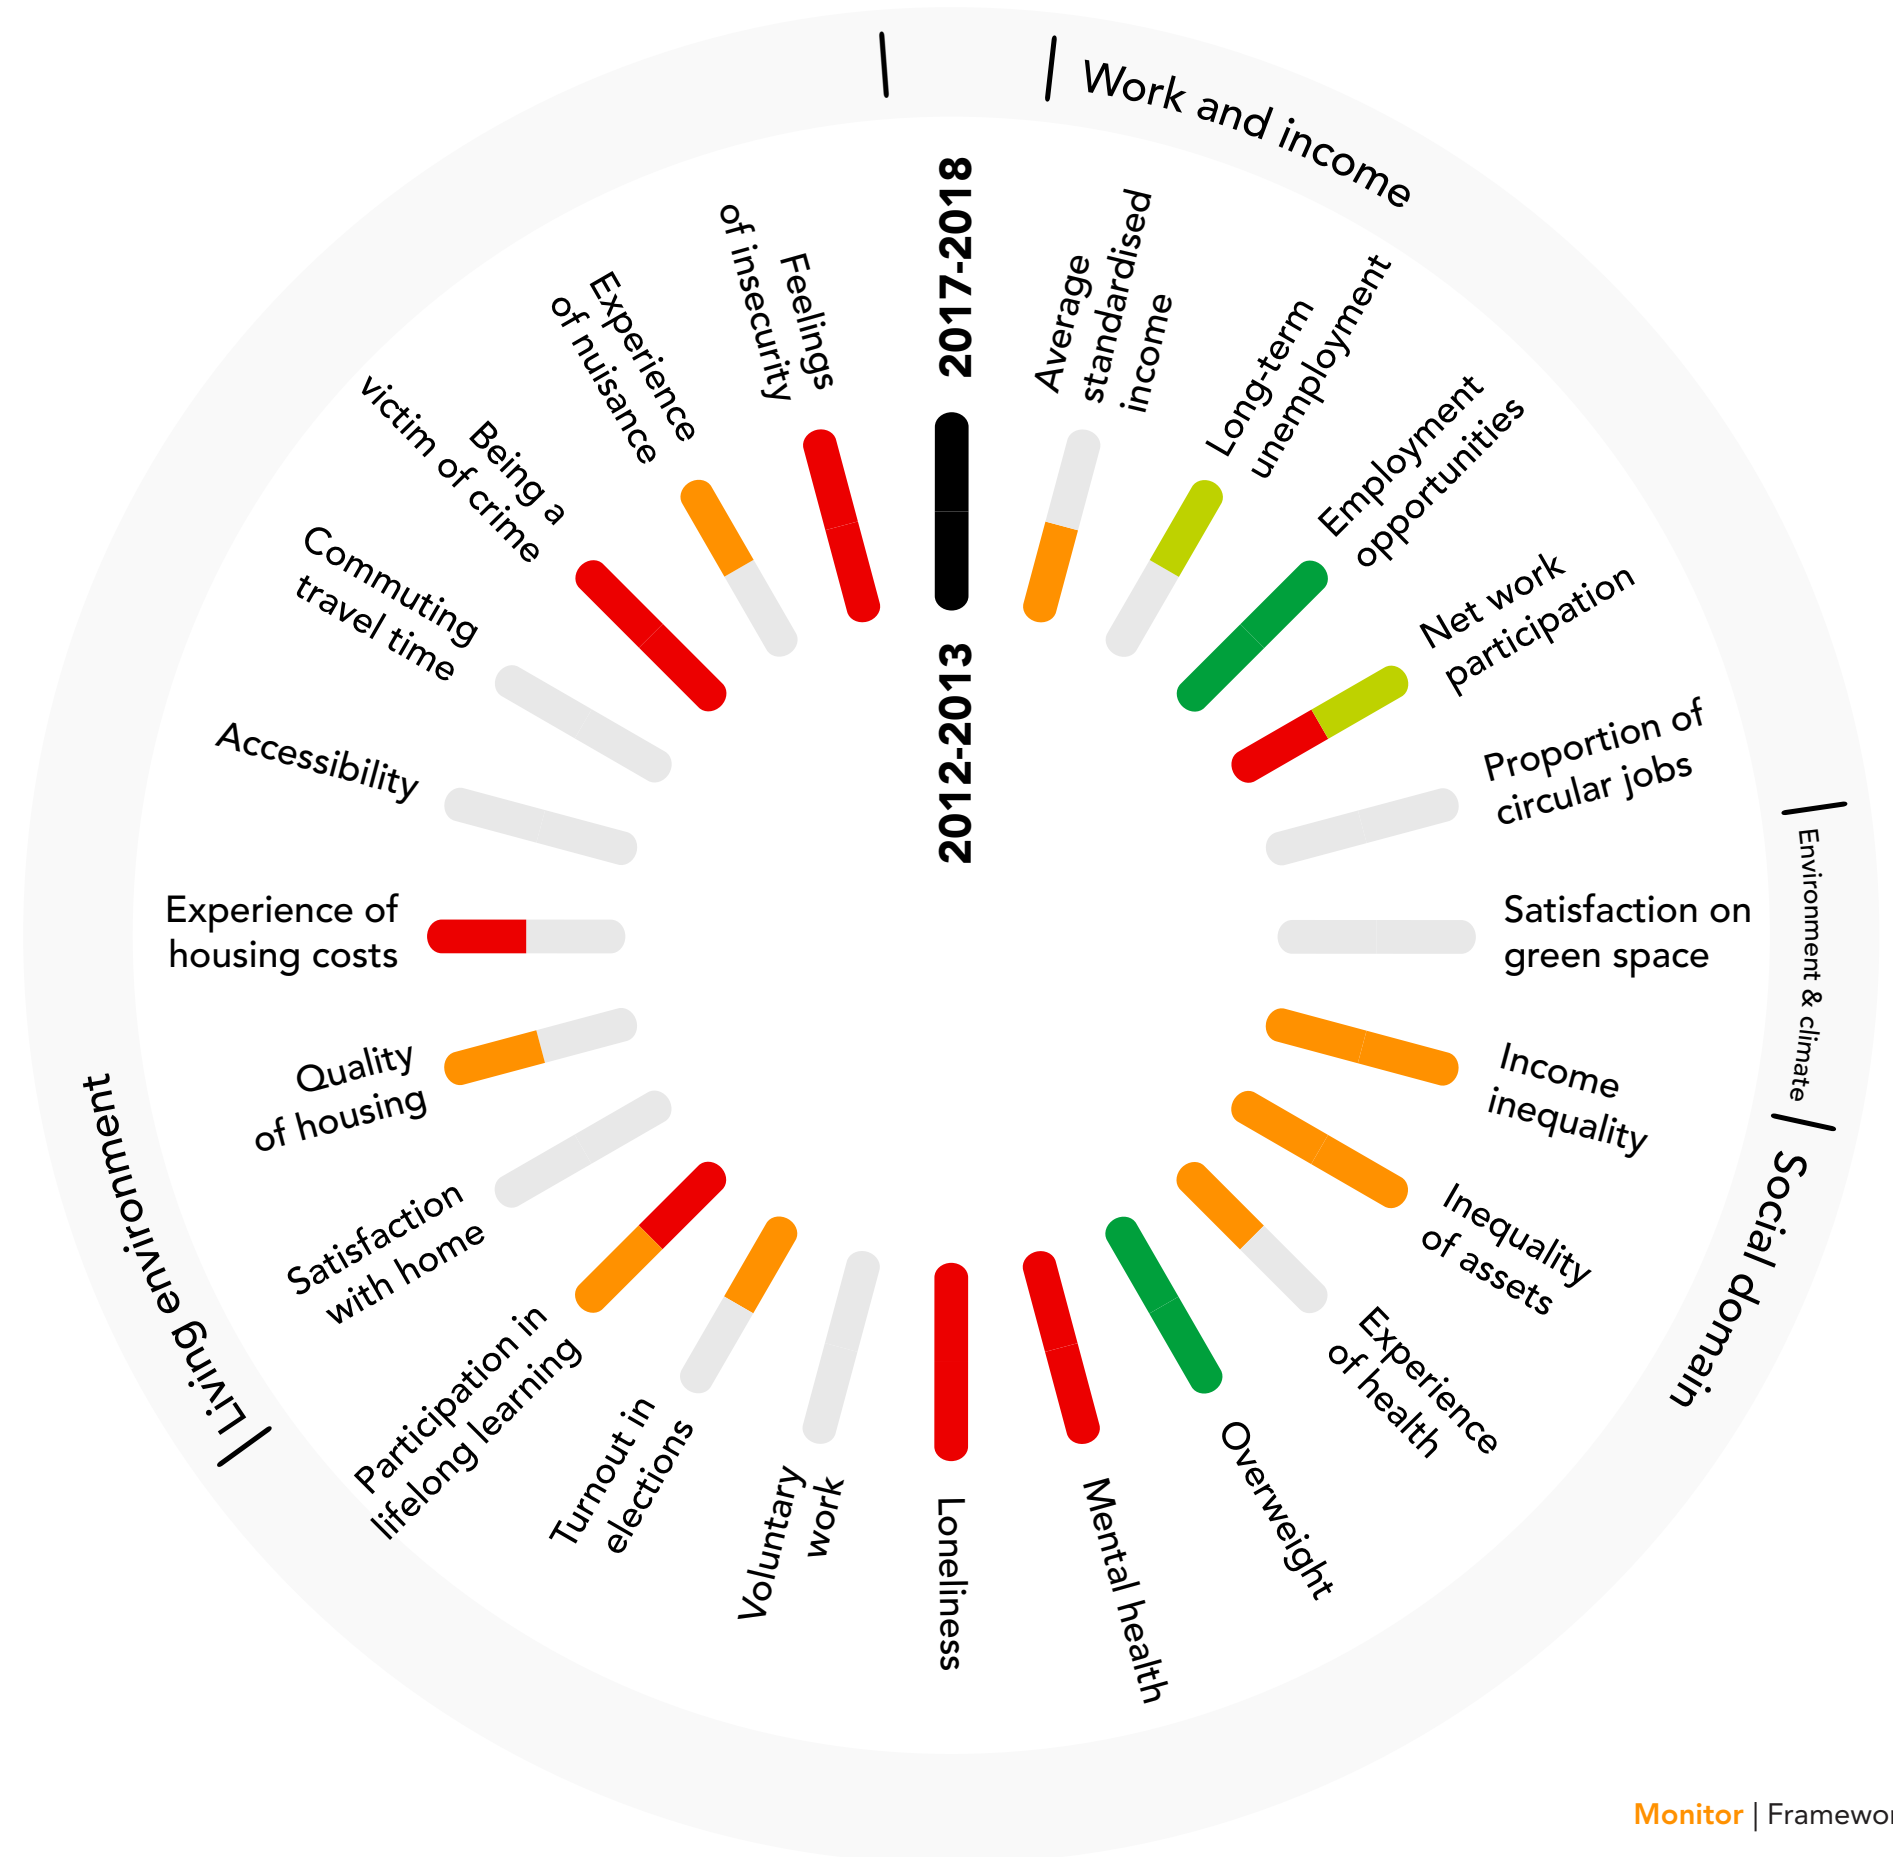 Work and income
2017-2018
2012-2013
Average
standardised
income
Long-term
unemployment
Employment
opportunities
Net work
participation
Proportion of
circular jobs
Environment & climate
Satisfaction on
green space
Social domain
Income
inequality
Inequality
of assets
Experience
of health
Overweight
Mental health
Loneliness
Voluntary
work
Turnout in
elections
Participation in
lifelong learning
Living environment
Satisfaction
with home
Quality
of housing
Experience of
housing costs
Accessibility
Commuting
travel time
Being a
victim of crime
Experience
of nuisance
Feelings
of insecurity
Monitor | Framewor